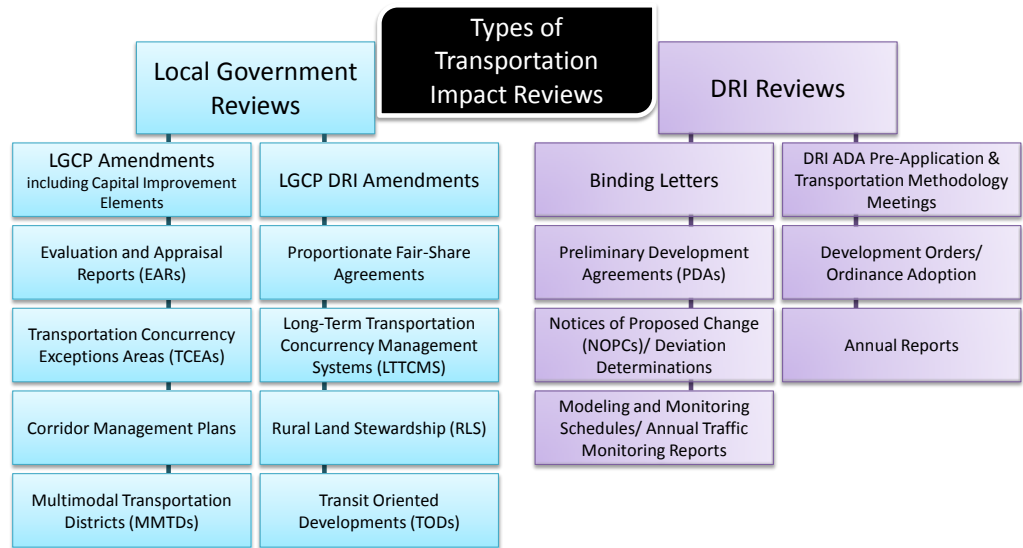 Types of
Transportation
Impact Reviews
Local Government
Reviews
LGCP Amendments
including Capital Improvement
Elements
Evaluation and Appraisal
Reports (EARs)
Transportation Concurrency
Exceptions Areas (TCEAs)
Corridor Management Plans
Multimodal Transportation
Districts (MMTDs)
LGCP DRI Amendments
Proportionate Fair-Share
Agreements
Long-Term Transportation
Concurrency Management
Systems (LTTCMS)
Rural Land Stewardship (RLS)
Transit Oriented
Developments (TODs)
DRI Reviews
Binding Letters
Preliminary Development
Agreements (PDAs)
Notices of Proposed Change
(NOPCs)/ Deviation
Determinations
Modeling and Monitoring
Schedules/ Annual Traffic
Monitoring Reports
DRI ADA Pre-Application &
Transportation Methodology
Meetings
Development Orders/
Ordinance Adoption
Annual Reports